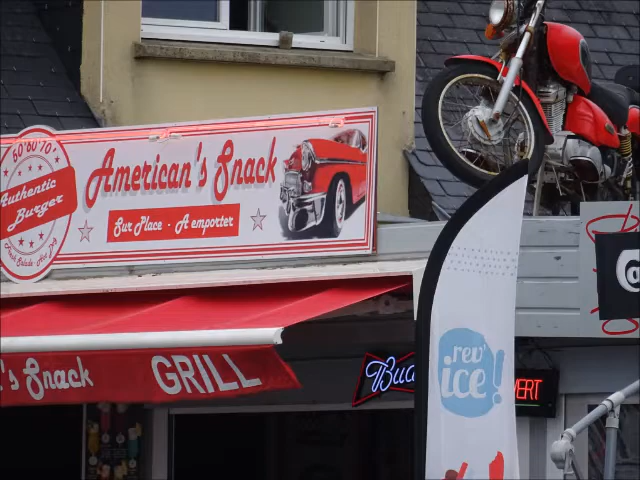 60' 80' 70'
Authentic
Burger
American's Snack
Sur Place - A emporter
's Snack GRILL
Bud
rev'
ice!
VERT
@